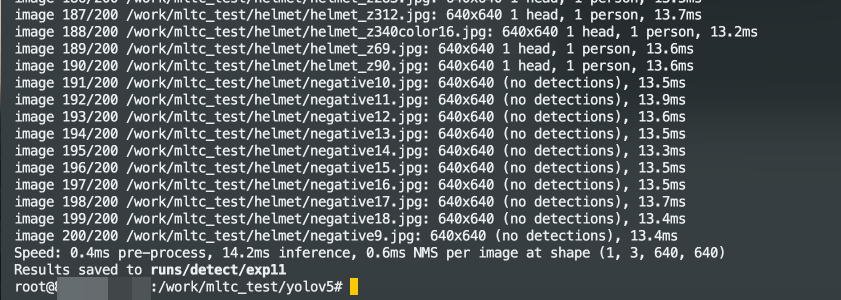 image 187/200 /work/mltc_test/helmet/helmet_z312.jpg: 640x640 1 head, 1 person, 13.7ms
image 188/200 /work/mltc_test/helmet/helmet_z340color16.jpg: 640x640 1 head, 1 person, 13.2ms
image 189/200 /work/mltc_test/helmet/helmet_z69.jpg: 640x640 1 head, 1 person, 13.6ms
image 190/200 /work/mltc_test/helmet/helmet_z90.jpg: 640x640 1 head, 1 person, 13.6ms
image 191/200 /work/mltc_test/helmet/negative10.jpg: 640x640 (no detections), 13.5ms
image 192/200 /work/mltc_test/helmet/negative11.jpg: 640x640 (no detections), 13.9ms
image 193/200 /work/mltc_test/helmet/negative12.jpg: 640x640 (no detections), 13.6ms
image 194/200 /work/mltc_test/helmet/negative13.jpg: 640x640 (no detections), 13.5ms
image 195/200 /work/mltc_test/helmet/negative14.jpg: 640x640 (no detections), 13.3ms
image 196/200 /work/mltc_test/helmet/negative15.jpg: 640x640 (no detections), 13.5ms
image 197/200 /work/mltc_test/helmet/negative16.jpg: 640x640 (no detections), 13.5ms
image 198/200 /work/mltc_test/helmet/negative17.jpg: 640x640 (no detections), 13.7ms
image 199/200 /work/mltc_test/helmet/negative18.jpg: 640x640 (no detections), 13.4ms
image 200/200 /work/mltc_test/helmet/negative9.jpg: 640x640 (no detections), 13.4ms
Speed: 0.4ms pre-process, 14.2ms inference, 0.6ms NMS per image at shape (1, 3, 640, 640)
Results saved to runs/detect/exp11
root@ :/work/mltc_test/yolov5#